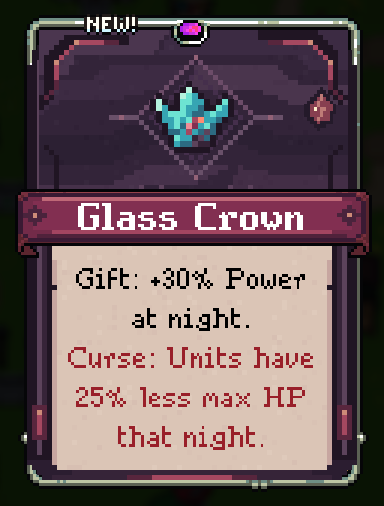 NEW!
Glass Crown
Gift: +30% Power
at night.
Curse: Units have
25% less max HP
that night.